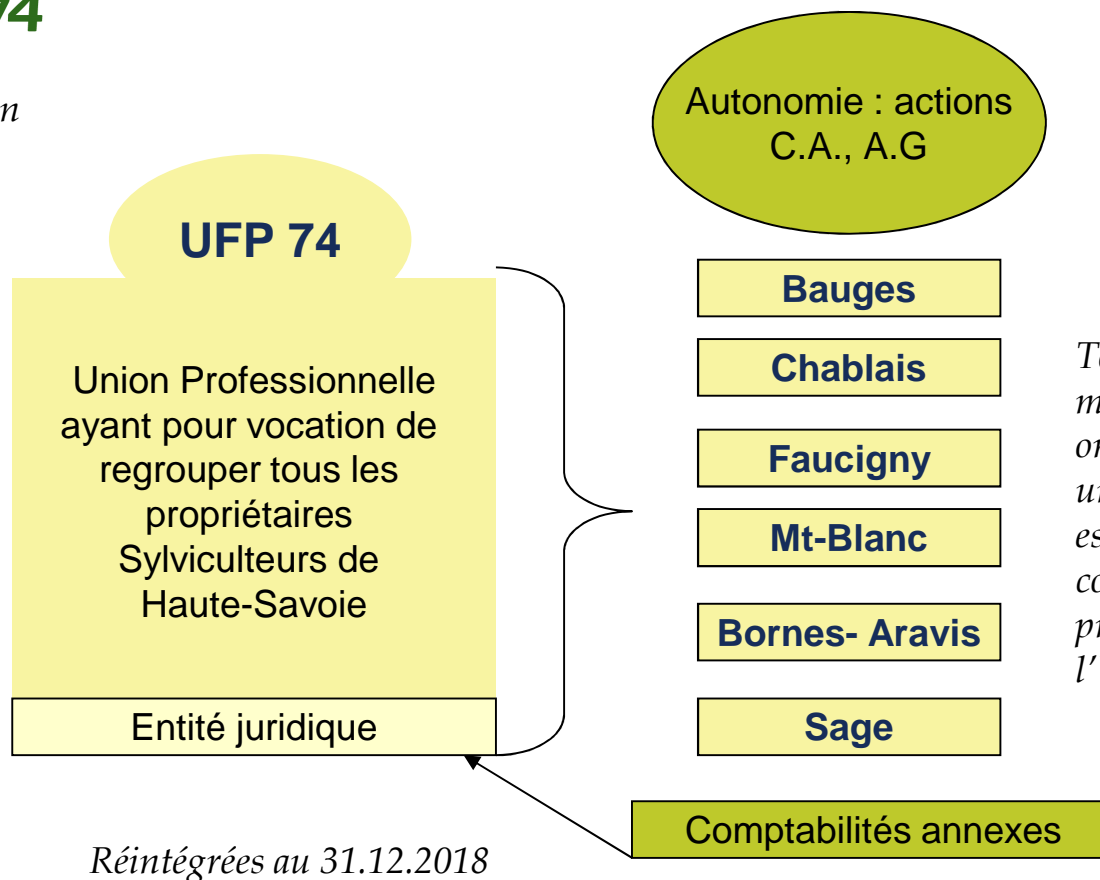 74
n
UFP 74
Union Professionnelle
ayant pour vocation de
regrouper tous les
propriétaires
Sylviculteurs de
Haute-Savoie
Entité juridique
Réintégrées au 31.12.2018
Autonomie : actions
C.A., A.G
Bauges
Chablais
Faucigny
Mt-Blanc
Bornes- Aravis
Sage
Comptabilités annexes
l'